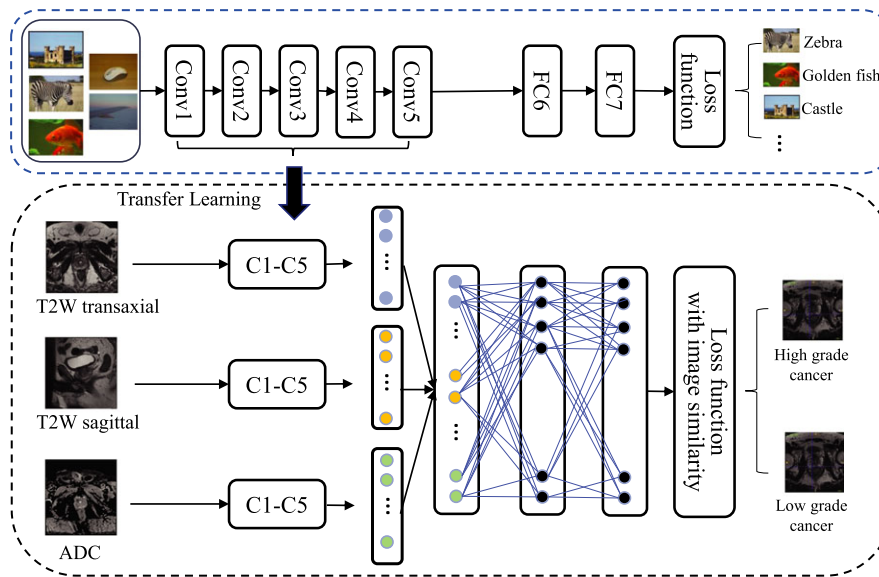 Conv1
Conv2
Conv3
Conv4
Conv5
FC6
FC7
Loss
function
Zebra
Golden fish
Castle
...
Transfer Learning
T2W transaxial
C1-C5
...
T2W sagittal
C1-C5
...
ADC
C1-C5
...
...
...
Loss function
with image similarity
High grade
cancer
Low grade
cancer